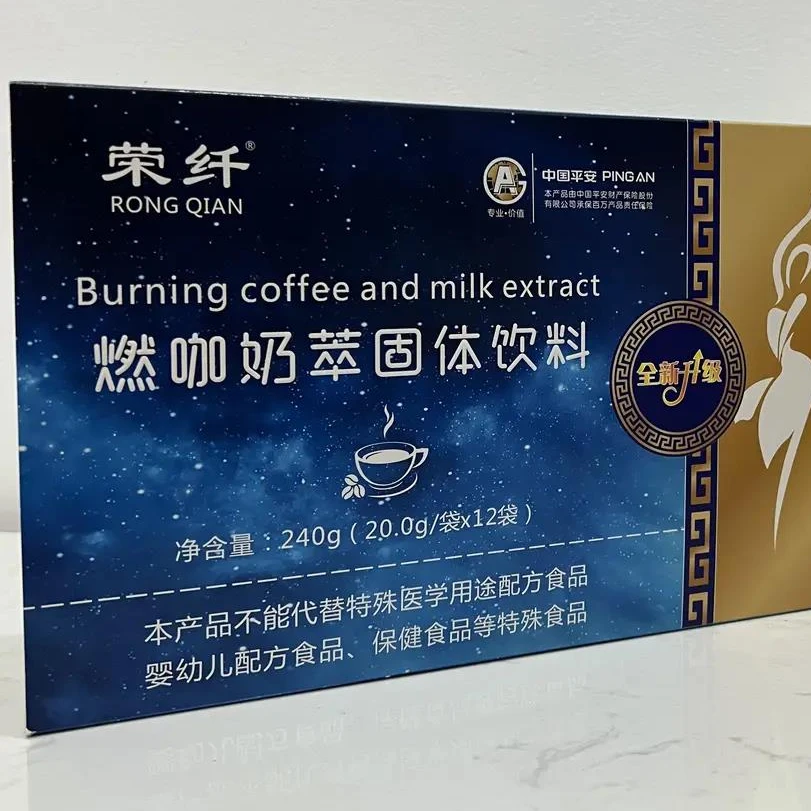 荣纤®
RONG QIAN
AG
专业·价值
中国平安 PING AN
本产品由中国平安财产保险股份
有限公司承保百万产品责任保险
Burning coffee and milk extract
燃咖奶萃固体饮料
全新升级
净含量：240g（20.0g/袋x12袋）
本产品不能代替特殊医学用途配方食品
婴幼儿配方食品、保健食品等特殊食品